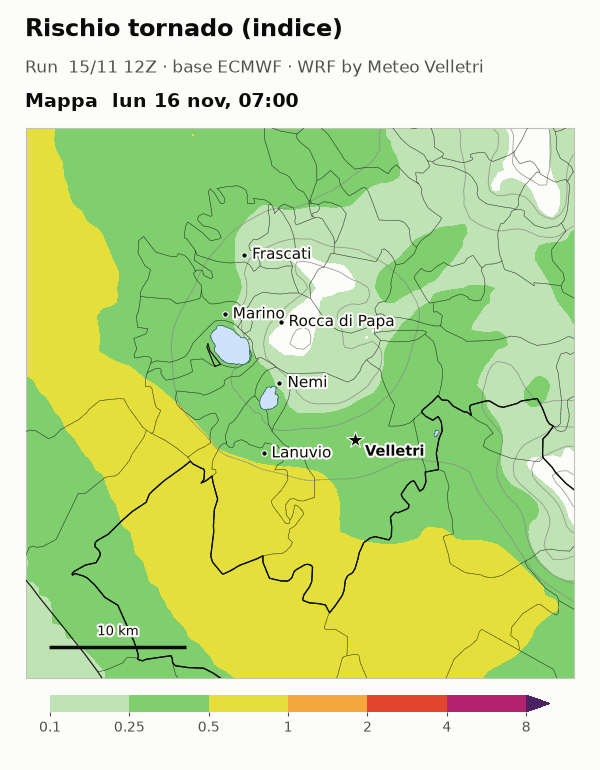 Rischio tornado (indice)
Run  15/11 12Z · base ECMWF · WRF by Meteo Velletri
Mappa  lun 16 nov, 07:00
Frascati
Marino
Rocca di Papa
Nemi
Velletri
Lanuvio
10 km
0.1 0.25 0.5 1 2 4 8